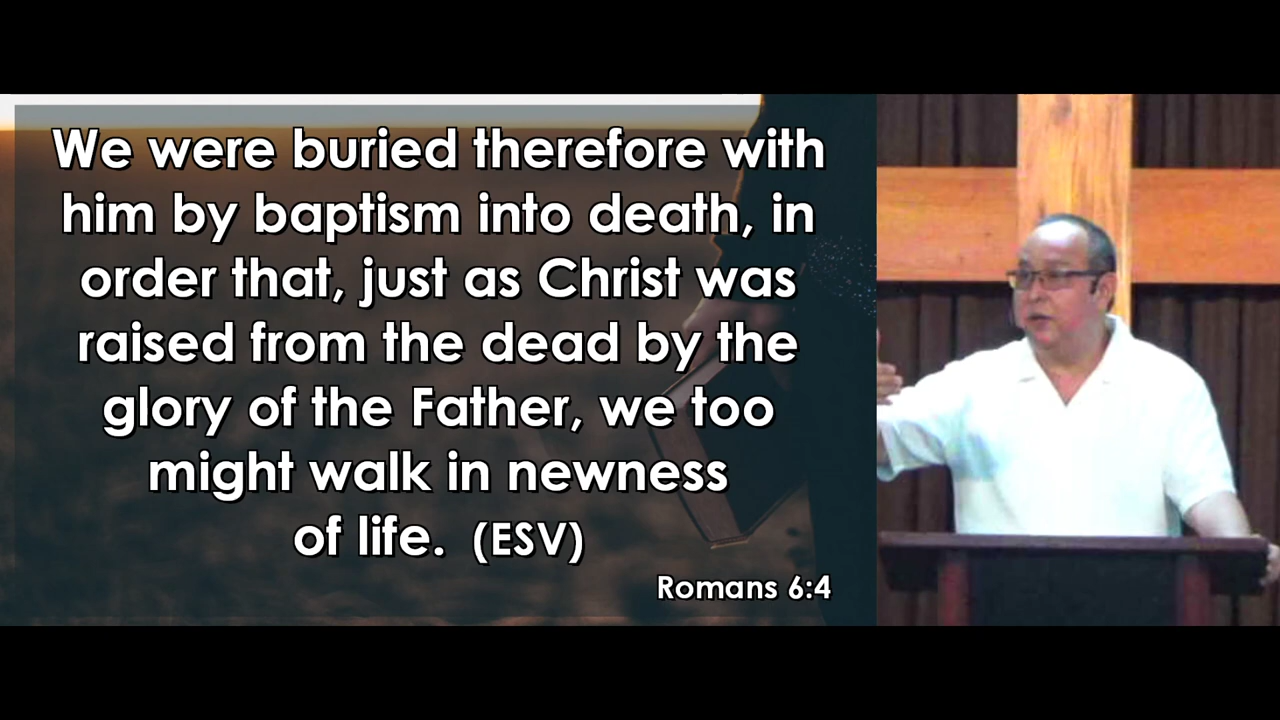 We were buried therefore with
him by baptism into death, in
order that, just as Christ was
raised from the dead by the
glory of the Father, we too
might walk in newness
of life. (ESV)
Romans 6:4